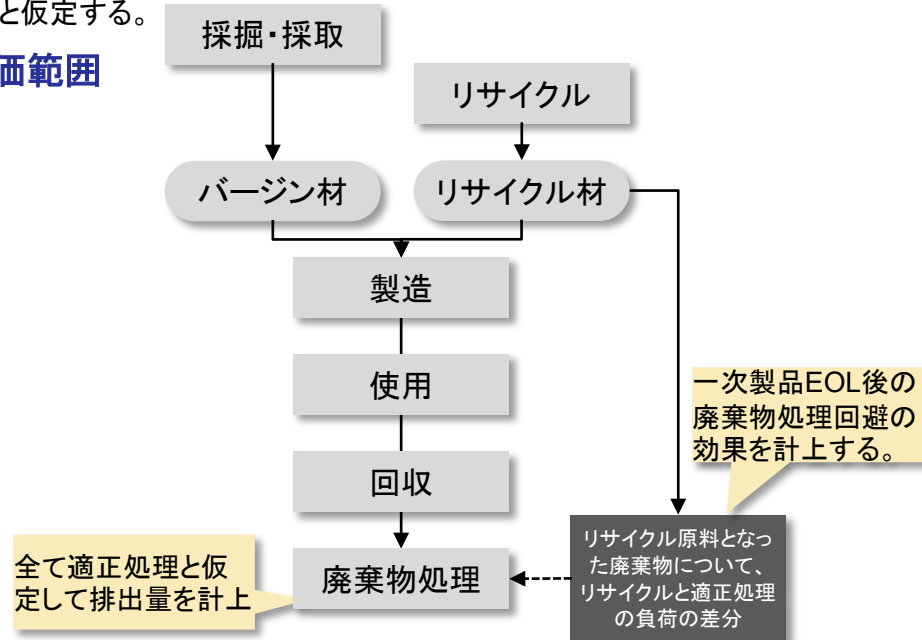 と仮定する。
価範囲
採掘・採取
リサイクル
バージン材
リサイクル材
製造
使用
回収
廃棄物処理
全て適正処理と仮
定して排出量を計上
一次製品EOL後の
廃棄物処理回避の
効果を計上する。
リサイクル原料となっ
た廃棄物について、
リサイクルと適正処理
の負荷の差分